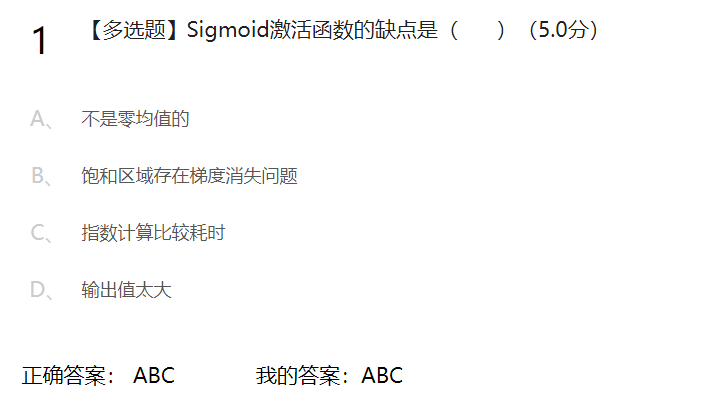 1 【多选题】Sigmoid激活函数的缺点是（ ）（5.0分）
A、 不是零均值的
B、 饱和区域存在梯度消失问题
C、 指数计算比较耗时
D、 输出值太大
正确答案： ABC 我的答案：ABC